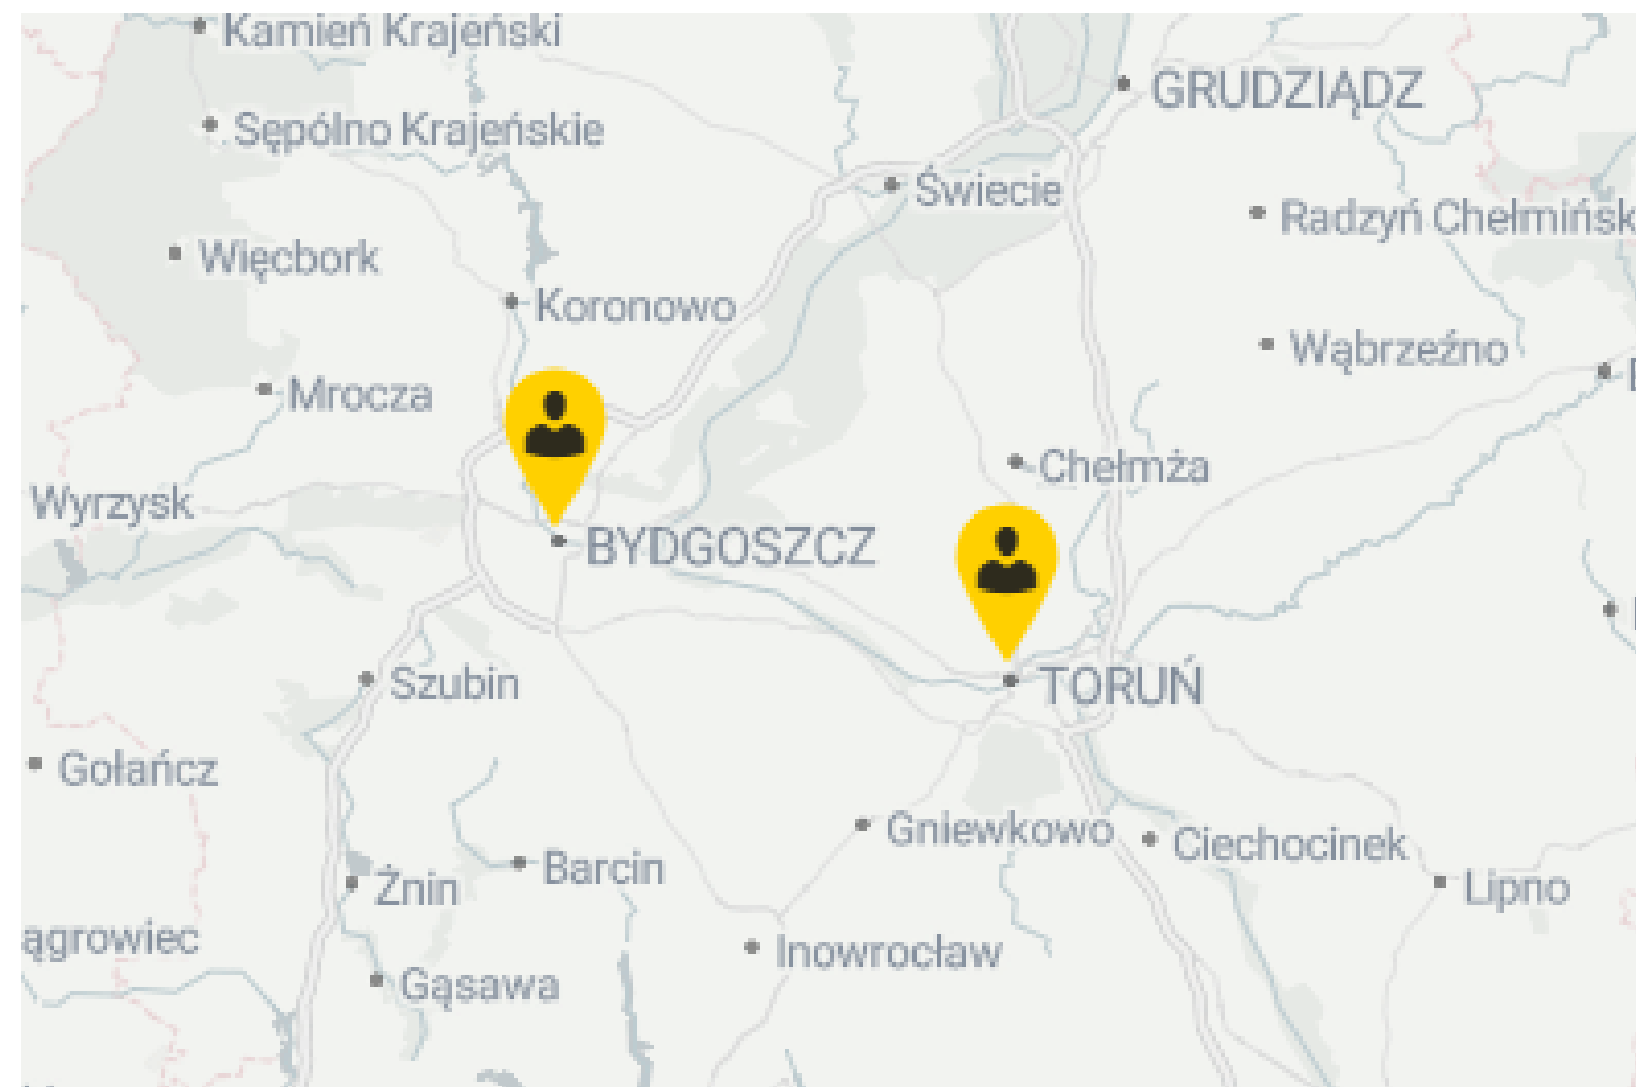 Kamień Krajeński
GRUDZIĄDZ
Sępólno Krajeńskie
Świecie
Radzyń Chełmińsk
Więcbork
Koronowo
Wąbrzeźno
Mrocza
Chełmża
Wyrzysk
BYDGOSZCZ
TORUŃ
Szubin
Gołańcz
Gniewkowo
Ciechocinek
Barcin
Żnin
Lipno
ągrowiec
Inowrocław
Gąsawa